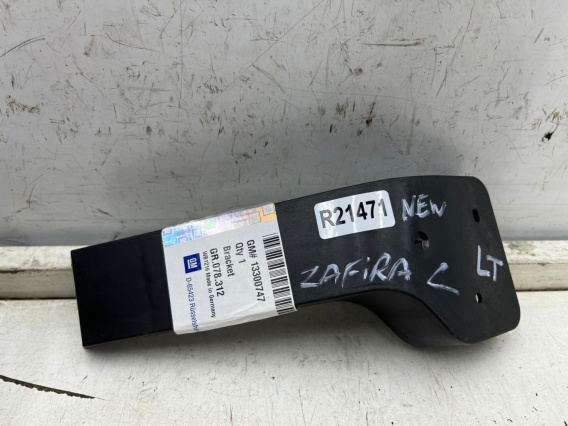 R21471
NEW
ZAFiRA C
LT
GM# 13300747
Qty 1
Bracket
GR.078.312
Made in Germany
GM
D-65423 Rüsselsheim